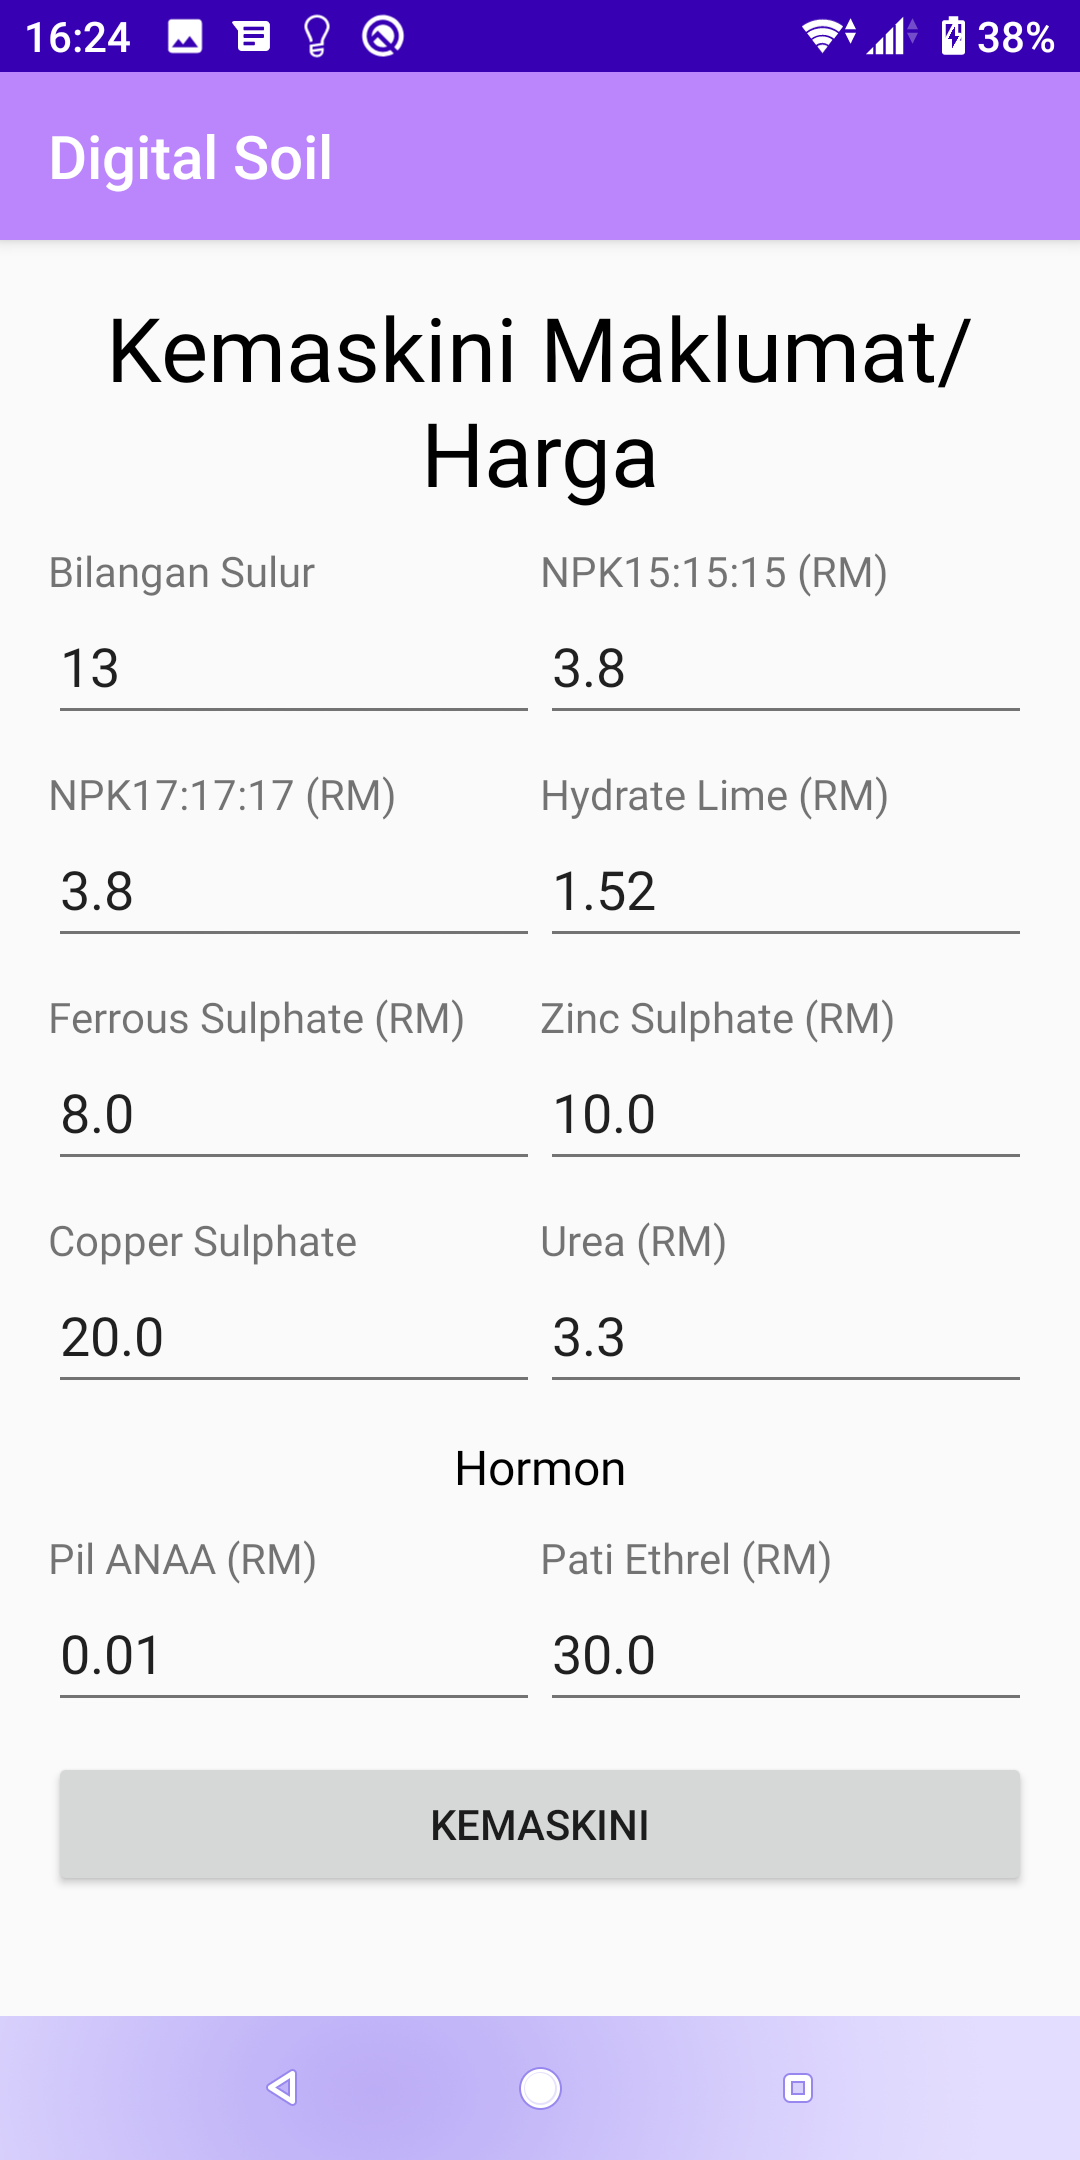 16:24
38%
Digital Soil
Kemaskini Maklumat/
Harga
Bilangan Sulur
NPK15:15:15 (RM)
13
3.8
NPK17:17:17 (RM)
Hydrate Lime (RM)
3.8
1.52
Ferrous Sulphate (RM)
Zinc Sulphate (RM)
8.0
10.0
Copper Sulphate
Urea (RM)
20.0
3.3
Hormon
Pil ANAA (RM)
Pati Ethrel (RM)
0.01
30.0
KEMASKINI